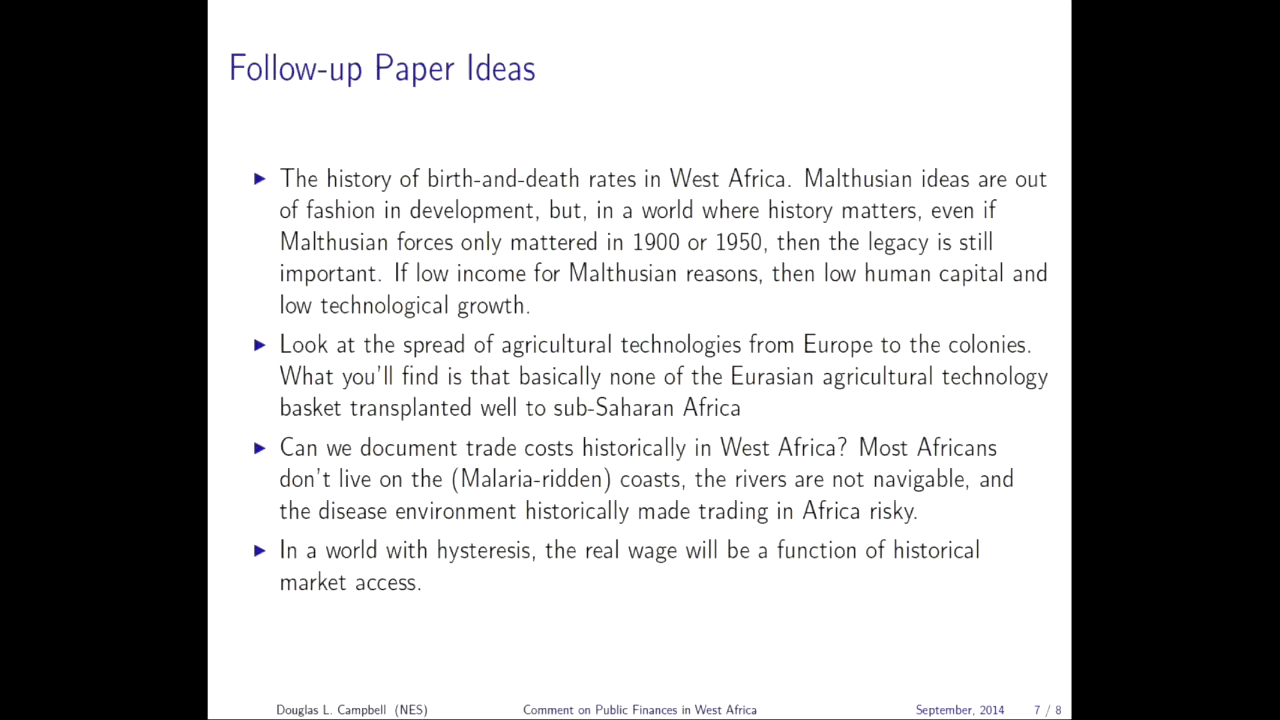 Follow-up Paper Ideas
The history of birth-and-death rates in West Africa. Malthusian ideas are out
of fashion in development, but, in a world where history matters, even if
Malthusian forces only mattered in 1900 or 1950, then the legacy is still
important. If low income for Malthusian reasons, then low human capital and
low technological growth.
Look at the spread of agricultural technologies from Europe to the colonies.
What you'll find is that basically none of the Eurasian agricultural technology
basket transplanted well to sub-Saharan Africa
Can we document trade costs historically in West Africa? Most Africans
don't live on the (Malaria-ridden) coasts, the rivers are not navigable, and
the disease environment historically made trading in Africa risky.
In a world with hysteresis, the real wage will be a function of historical
market access.
Douglas L. Campbell (NES) Comment on Public Finances in West Africa September, 2014 7 / 8